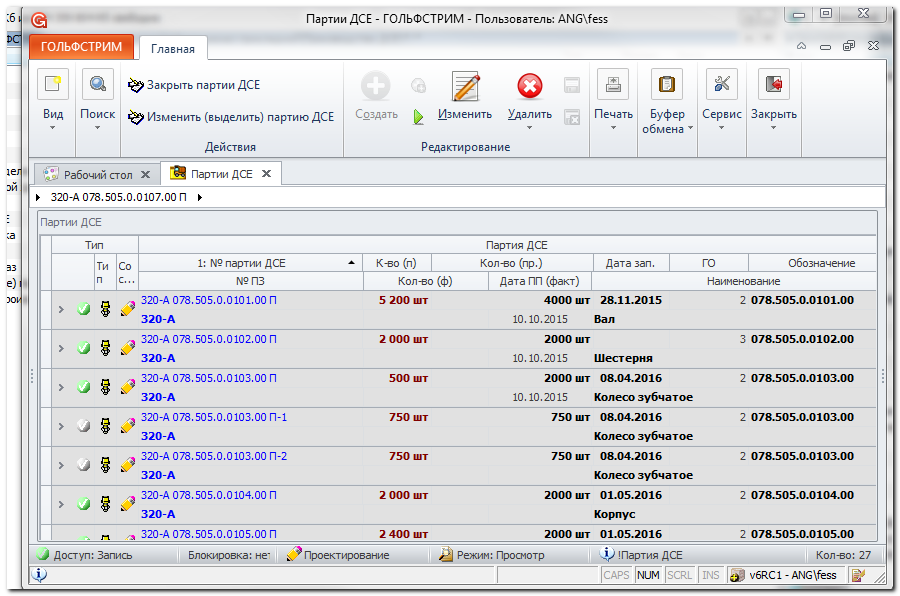 Партии ДСЕ - ГОЛЬФСТРИМ - Пользователь: ANG\fess
ГОЛЬФСТРИМ Главная
Вид Поиск Закрыть партии ДСЕ Изменить (выделить) партию ДСЕ Создать Изменить Удалить Печать Буфер обмена Сервис Закрыть
Действия Редактирование
Рабочий стол Партии ДСЕ
320-А 078.505.0.0107.00 П
Партии ДСЕ
Тип Партия ДСЕ
Ти п Со с... 1: № партии ДСЕ К-во (п) Кол-во (пр.) Дата зап. ГО Обозначение
№ ПЗ Кол-во (ф) Дата ПП (факт) Наименование
320-А 078.505.0.0101.00 П 5 200 шт 4000 шт 28.11.2015 2 078.505.0.0101.00
320-А 10.10.2015 Вал
320-А 078.505.0.0102.00 П 2 000 шт 2000 шт 3 078.505.0.0102.00
320-А 10.10.2015 Шестерня
320-А 078.505.0.0103.00 П 500 шт 2000 шт 08.04.2016 2 078.505.0.0103.00
320-А 10.10.2015 Колесо зубчатое
320-А 078.505.0.0103.00 П-1 750 шт 750 шт 08.04.2016 2 078.505.0.0103.00
320-А Колесо зубчатое
320-А 078.505.0.0103.00 П-2 750 шт 750 шт 08.04.2016 2 078.505.0.0103.00
320-А Колесо зубчатое
320-А 078.505.0.0104.00 П 2 000 шт 2000 шт 01.05.2016 2 078.505.0.0104.00
320-А Корпус
320-А 078.505.0.0105.00 П 2 400 шт 2000 шт 01.05.2016 2 078.505.0.0105.00
Доступ: Запись Блокировка: нет Проектирование Режим: Просмотр !Партия ДСЕ Кол-во: 27
CAPS NUM SCRL INS v6RC1 - ANG\fess